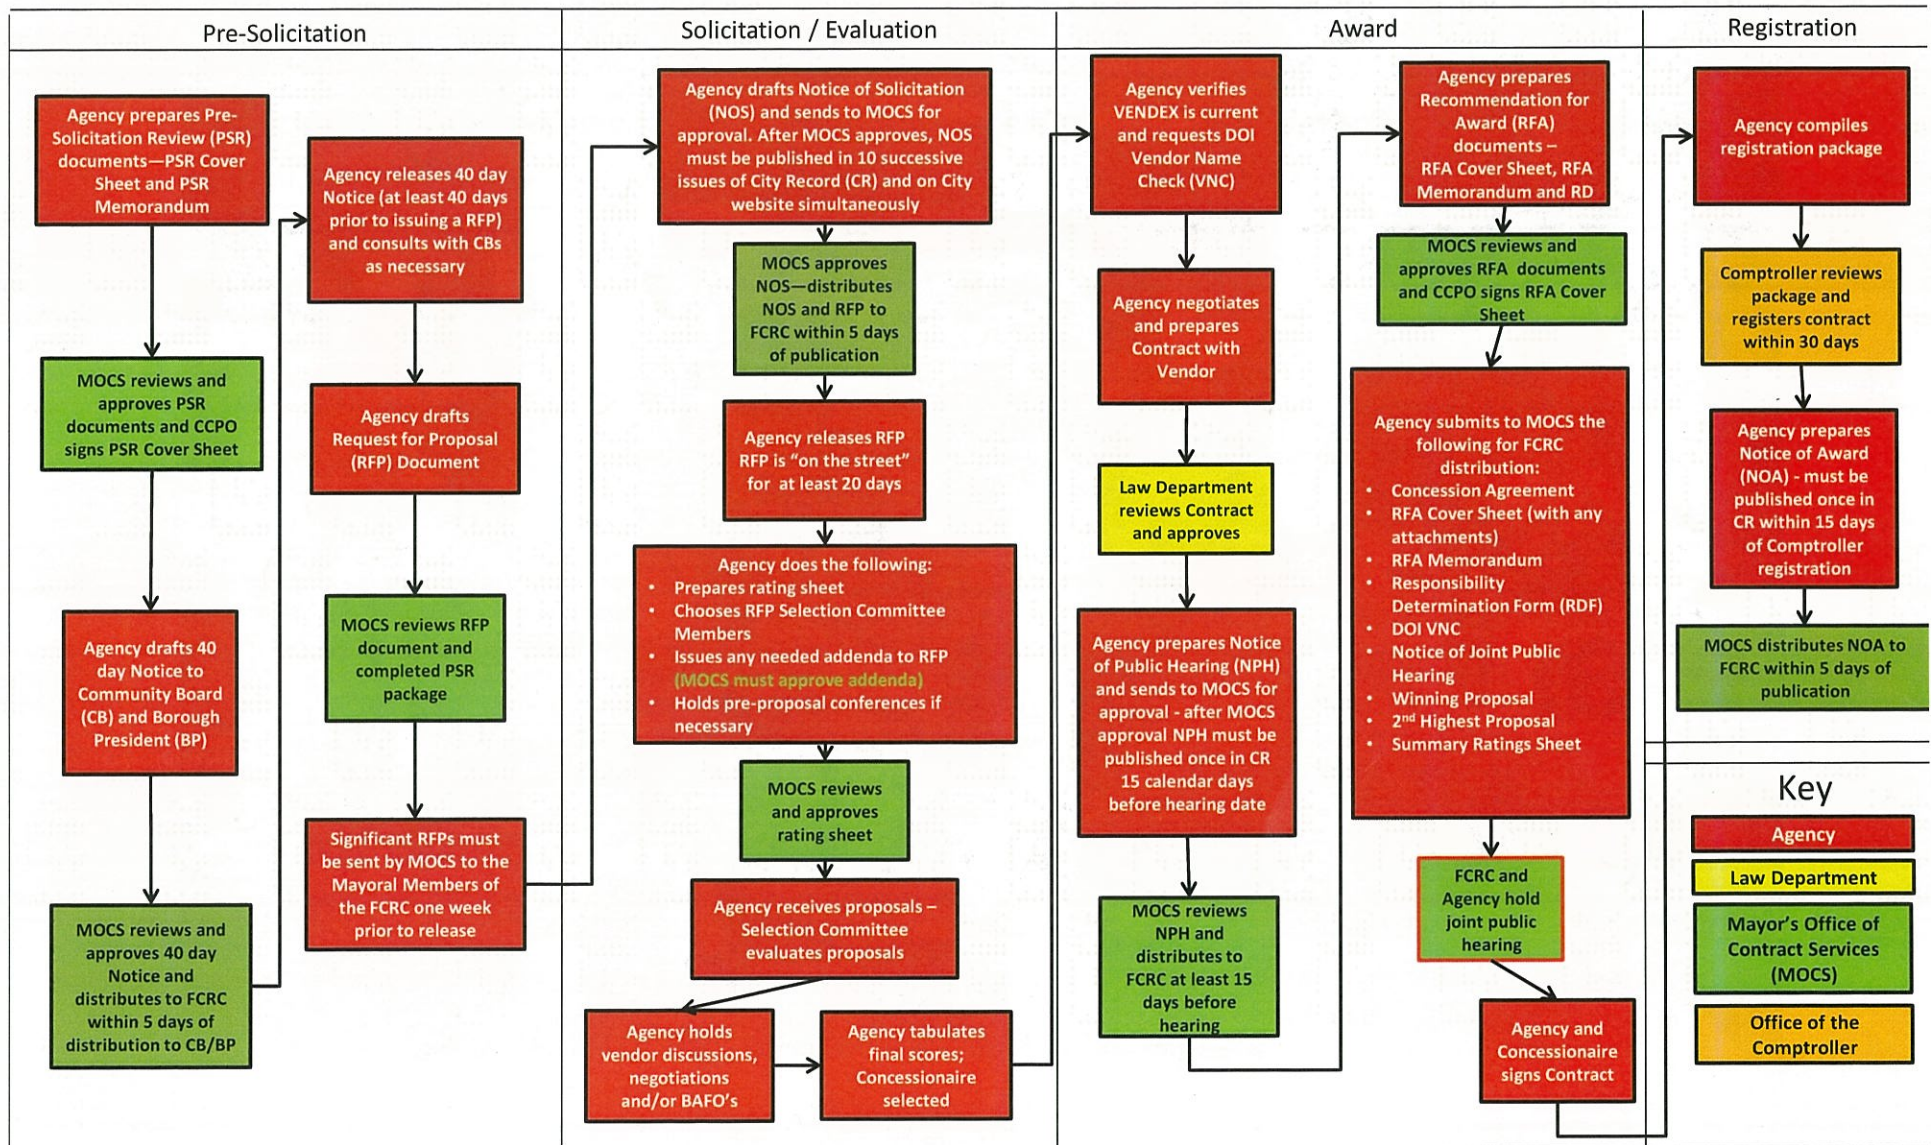 Pre-Solicitation
Agency prepares Pre-
Solicitation Review (PSR)
documents—PSR Cover
Sheet and PSR
Memorandum
MOCS reviews and
approves PSR
documents and CCPO
signs PSR Cover Sheet
Agency drafts 40
day Notice to
Community Board
(CB) and Borough
President (BP)
MOCS reviews and
approves 40 day
Notice and
distributes to FCRC
within 5 days of
distribution to CB/BP
Agency releases 40 day
Notice (at least 40 days
prior to issuing a RFP)
and consults with CBs
as necessary
Agency drafts
Request for Proposal
(RFP) Document
MOCS reviews RFP
document and
completed PSR
package
Significant RFPs must
be sent by MOCS to the
Mayoral Members of
the FCRC one week
prior to release
Solicitation / Evaluation
Agency drafts Notice of Solicitation
(NOS) and sends to MOCS for
approval. After MOCS approves, NOS
must be published in 10 successive
issues of City Record (CR) and on City
website simultaneously
MOCS approves
NOS—distributes
NOS and RFP to
FCRC within 5 days
of publication
Agency releases RFP
RFP is “on the street”
for at least 20 days
Agency does the following:
• Prepares rating sheet
• Chooses RFP Selection Committee
Members
• Issues any needed addenda to RFP
(MOCS must approve addenda)
• Holds pre-proposal conferences if
necessary
MOCS reviews
and approves
rating sheet
Agency receives proposals –
Selection Committee
evaluates proposals
Agency holds
vendor discussions,
negotiations
and/or BAFO’s
Agency tabulates
final scores;
Concessionaire
selected
Award
Agency verifies
VENDEX is current
and requests DOI
Vendor Name
Check (VNC)
Agency negotiates
and prepares
Contract with
Vendor
Law Department
reviews Contract
and approves
Agency prepares Notice
of Public Hearing (NPH)
and sends to MOCS for
approval - after MOCS
approval NPH must be
published once in CR
15 calendar days
before hearing date
MOCS reviews
NPH and
distributes to
FCRC at least 15
days before
hearing
Agency prepares
Recommendation for
Award (RFA)
documents –
RFA Cover Sheet, RFA
Memorandum and RD
MOCS reviews and
approves RFA documents
and CCPO signs RFA Cover
Sheet
Agency submits to MOCS the
following for FCRC
distribution:
• Concession Agreement
• RFA Cover Sheet (with any
attachments)
• RFA Memorandum
• Responsibility
Determination Form (RDF)
• DOI VNC
• Notice of Joint Public
Hearing
• Winning Proposal
• 2nd Highest Proposal
• Summary Ratings Sheet
FCRC and
Agency hold
joint public
hearing
Agency and
Concessionaire
signs Contract
Registration
Agency compiles
registration package
Comptroller reviews
package and
registers contract
within 30 days
Agency prepares
Notice of Award
(NOA) - must be
published once in
CR within 15 days
of Comptroller
registration
MOCS distributes NOA to
FCRC within 5 days of
publication
Key
Agency
Law Department
Mayor’s Office of
Contract Services
(MOCS)
Office of the
Comptroller